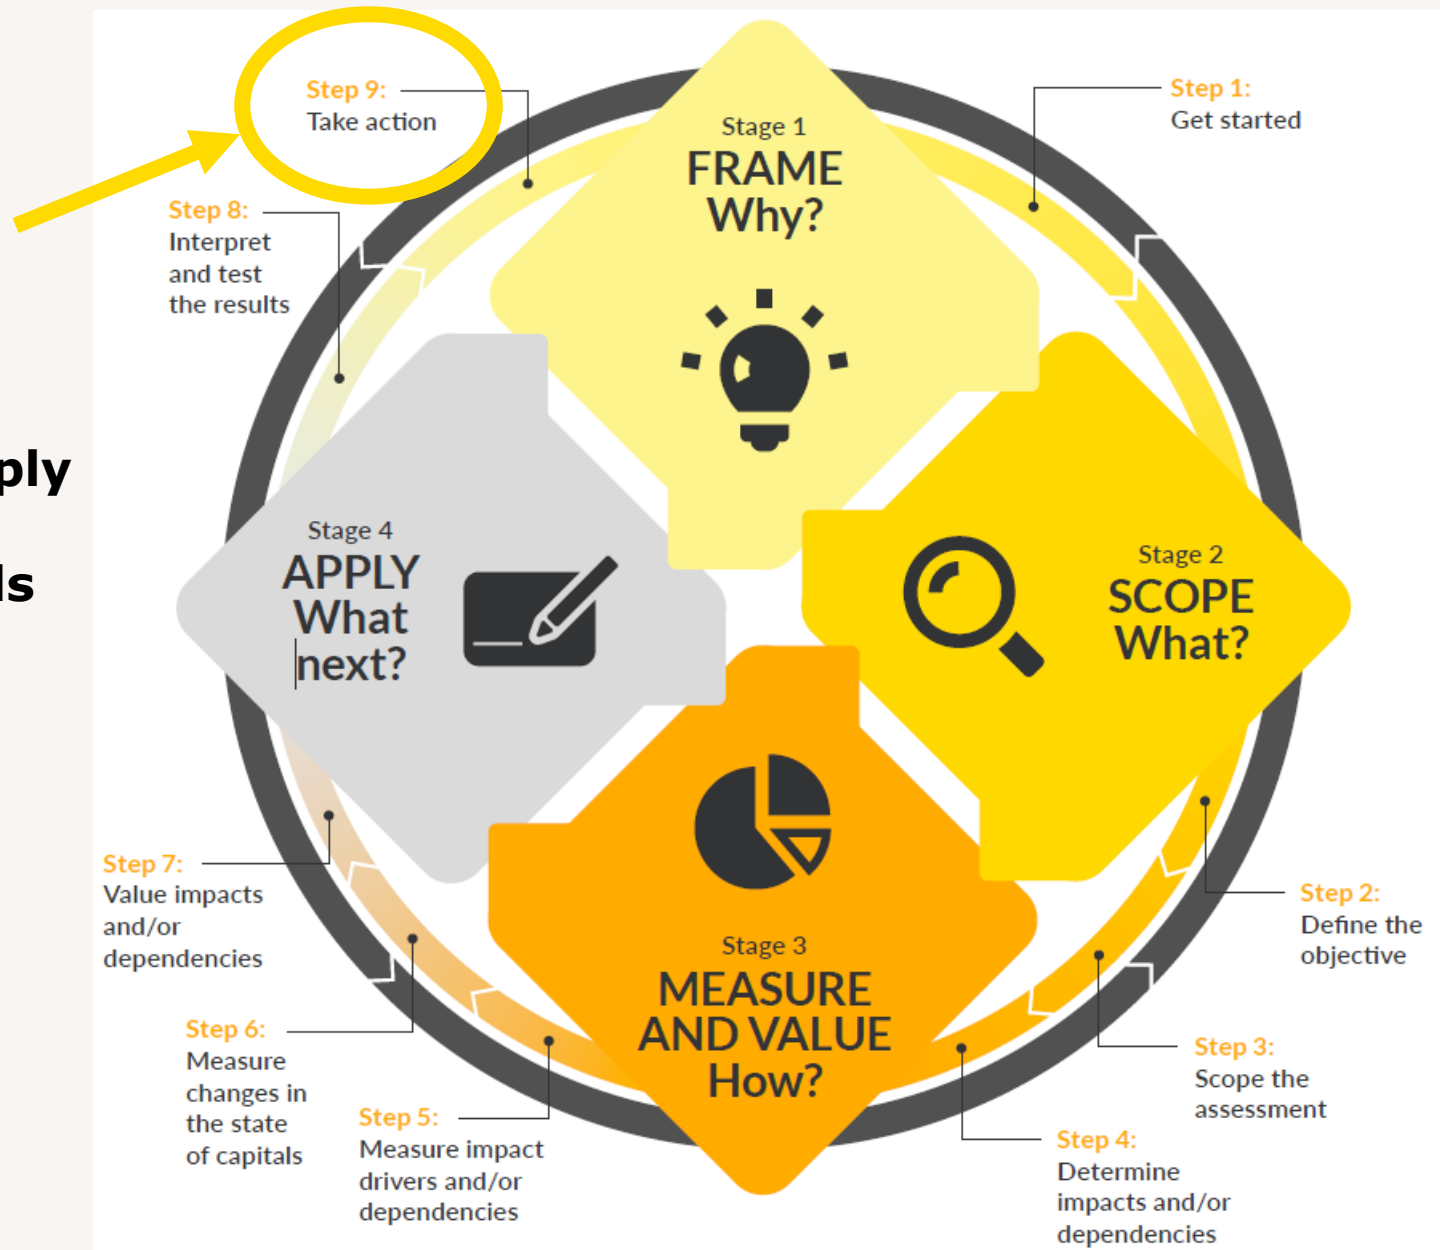 Step 9:
Take action
Step 1:
Get started
Stage 1
FRAME
Why?
Step 8:
Interpret
and test
the results
Stage 4
APPLY
What
next?
Stage 2
SCOPE
What?
Step 7:
Value impacts
and/or
dependencies
Step 2:
Define the
objective
Stage 3
MEASURE
AND VALUE
How?
Step 6:
Measure
changes in
the state
of capitals
Step 3:
Scope the
assessment
Step 5:
Measure impact
drivers and/or
dependencies
Step 4:
Determine
impacts and/or
dependencies